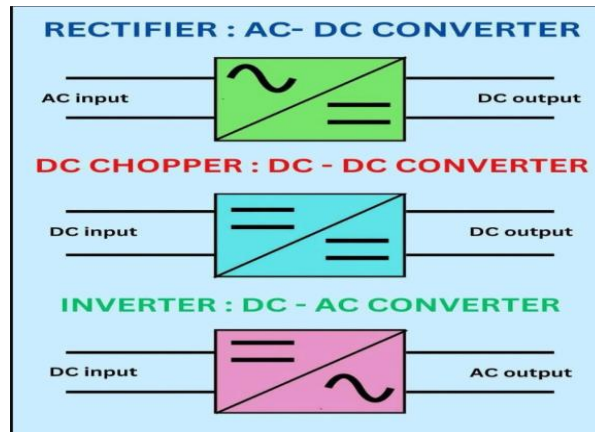 RECTIFIER : AC- DC CONVERTER
AC input
DC output
DC CHOPPER : DC - DC CONVERTER
DC input
DC output
INVERTER : DC - AC CONVERTER
DC input
AC output